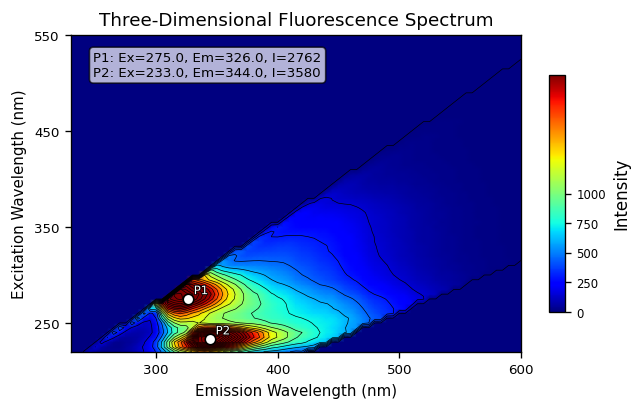 Three-Dimensional Fluorescence Spectrum
P1: Ex=275.0, Em=326.0, I=2762
P2: Ex=233.0, Em=344.0, I=3580
550
450
350
250
Excitation Wavelength (nm)
P1
P2
300
400
500
600
Emission Wavelength (nm)
1000
750
500
250
0
Intensity